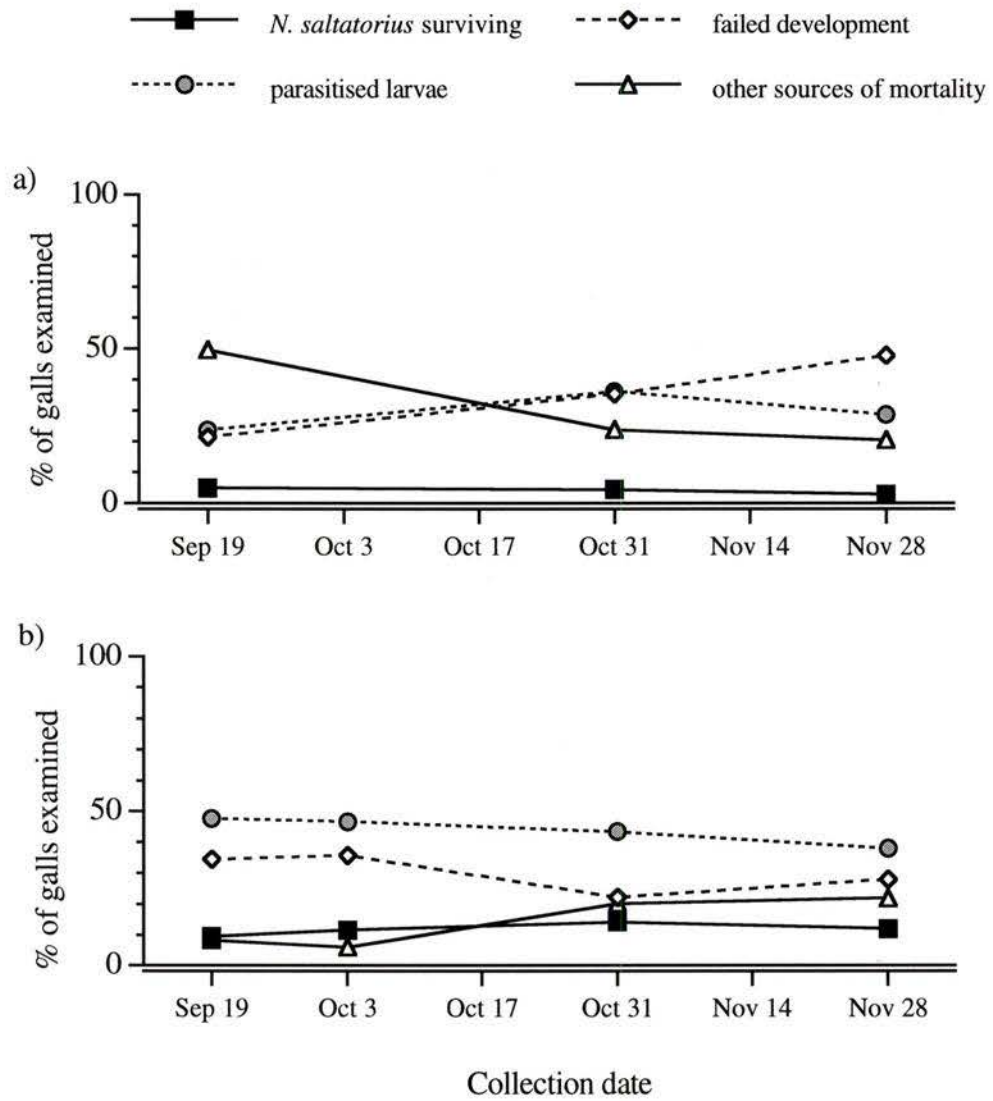 N. saltatorius surviving
failed development
parasitised larvae
other sources of mortality
a)
100
50
0
% of galls examined
Sep 19 Oct 3 Oct 17 Oct 31 Nov 14 Nov 28
b)
100
50
0
% of galls examined
Sep 19 Oct 3 Oct 17 Oct 31 Nov 14 Nov 28
Collection date